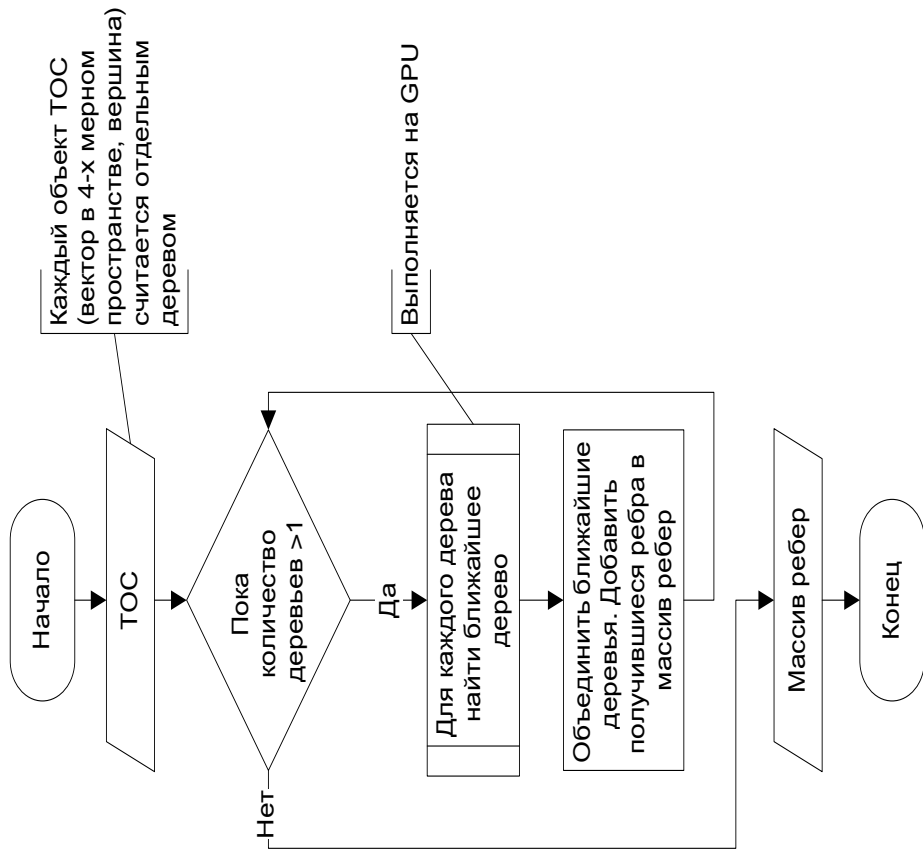 Начало
ТОС
Каждый объект ТОС
(вектор в 4-х мерном
пространстве, вершина)
считается отдельным
деревом
Пока
количество
деревьев >1
Да
Нет
Для каждого дерева
найти ближайшее
дерево
Выполняется на GPU
Объединить ближайшие
деревья. Добавить
получившиеся ребра в
массив ребер
Массив ребер
Конец